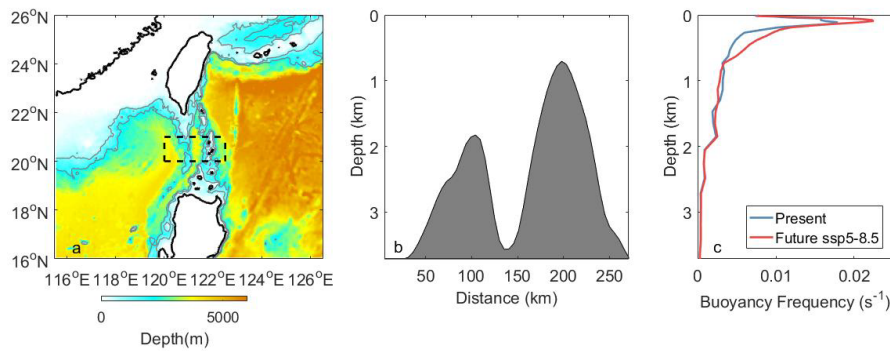 26°N
24°N
22°N
20°N
18°N
16°N
a
116°E 118°E 120°E 122°E 124°E 126°E
0 5000
Depth(m)
0
1
2
3
Depth (km)
b
50 100 150 200 250
Distance (km)
0
1
2
3
Depth (km)
Present
Future ssp5-8.5
c
0 0.01 0.02
Buoyancy Frequency (s⁻¹)